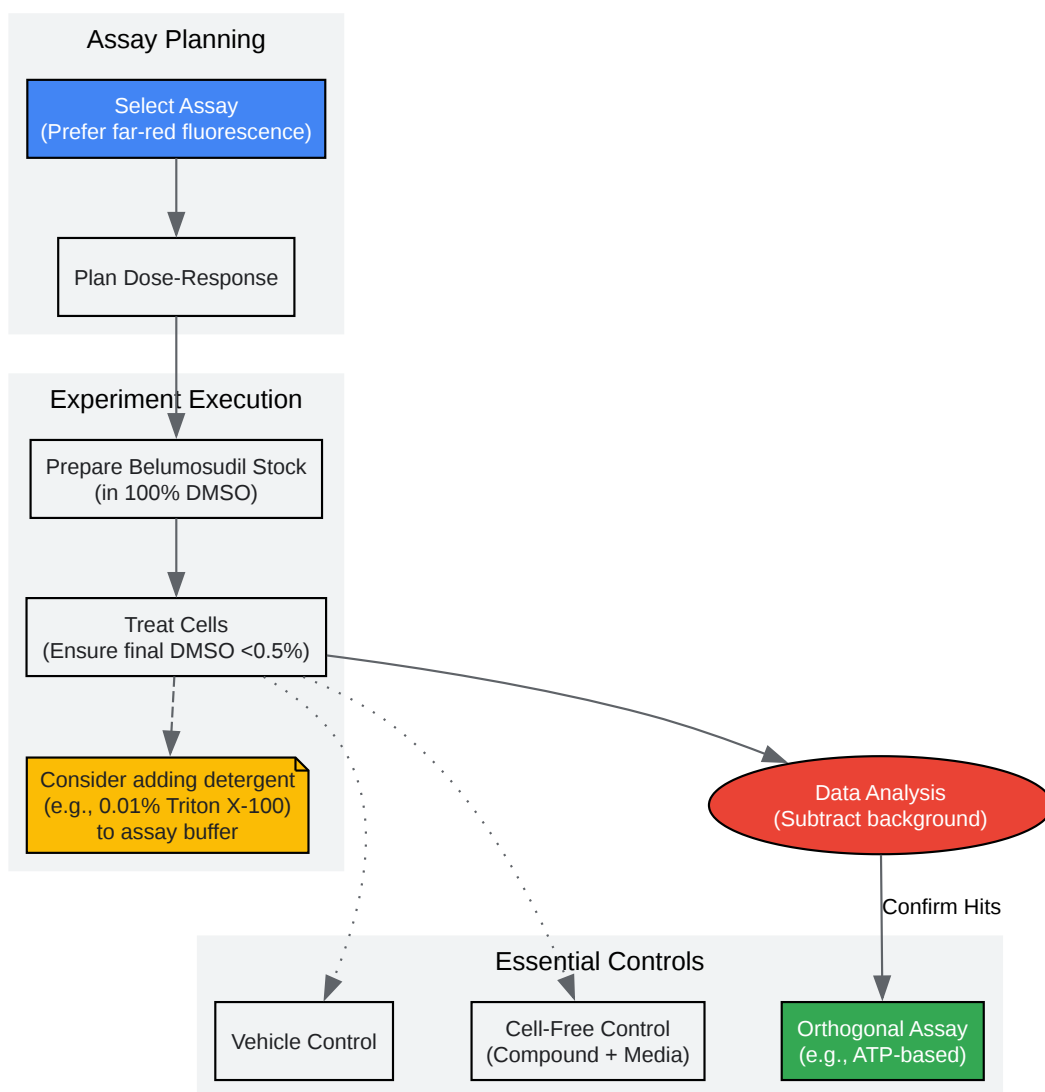 Assay Planning
Select Assay
(Prefer far-red fluorescence)
Plan Dose-Response
Experiment Execution
Prepare Belumosudil Stock
(in 100% DMSO)
Treat Cells
(Ensure final DMSO <0.5%)
Consider adding detergent
(e.g., 0.01% Triton X-100)
to assay buffer
Data Analysis
(Subtract background)
Confirm Hits
Essential Controls
Vehicle Control
Cell-Free Control
(Compound + Media)
Orthogonal Assay
(e.g., ATP-based)